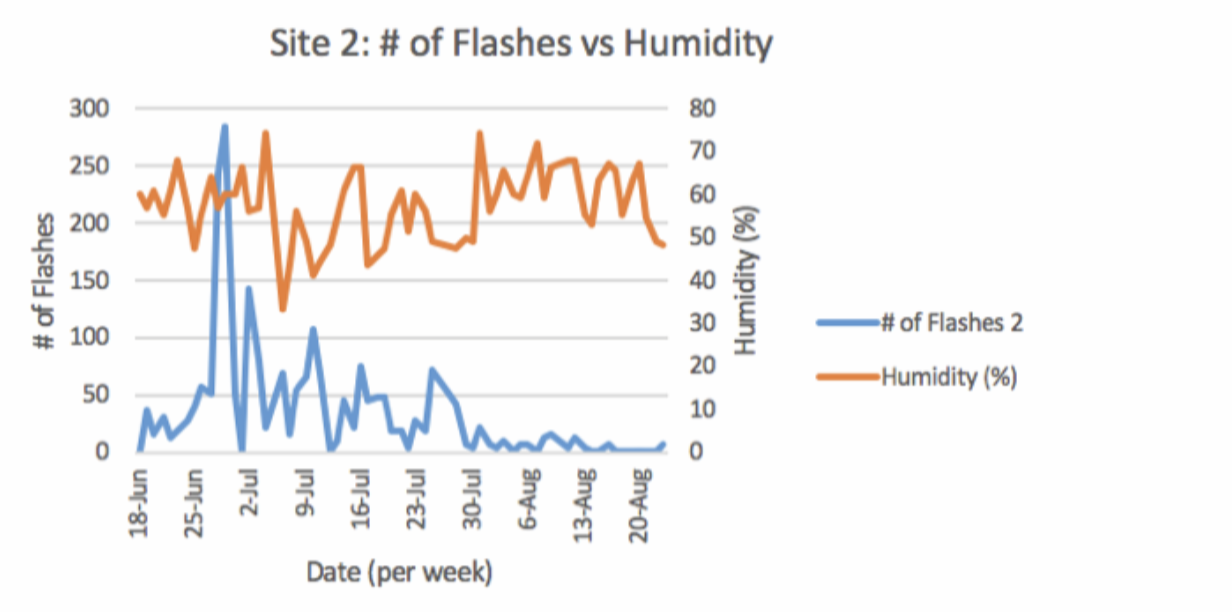 Site 2: # of Flashes vs Humidity
300
250
200
150
100
50
0
# of Flashes
80
70
60
50
40
30
20
10
0
Humidity (%)
18-Jun
25-Jun
2-Jul
9-Jul
16-Jul
23-Jul
30-Jul
6-Aug
13-Aug
20-Aug
Date (per week)
# of Flashes 2
Humidity (%)